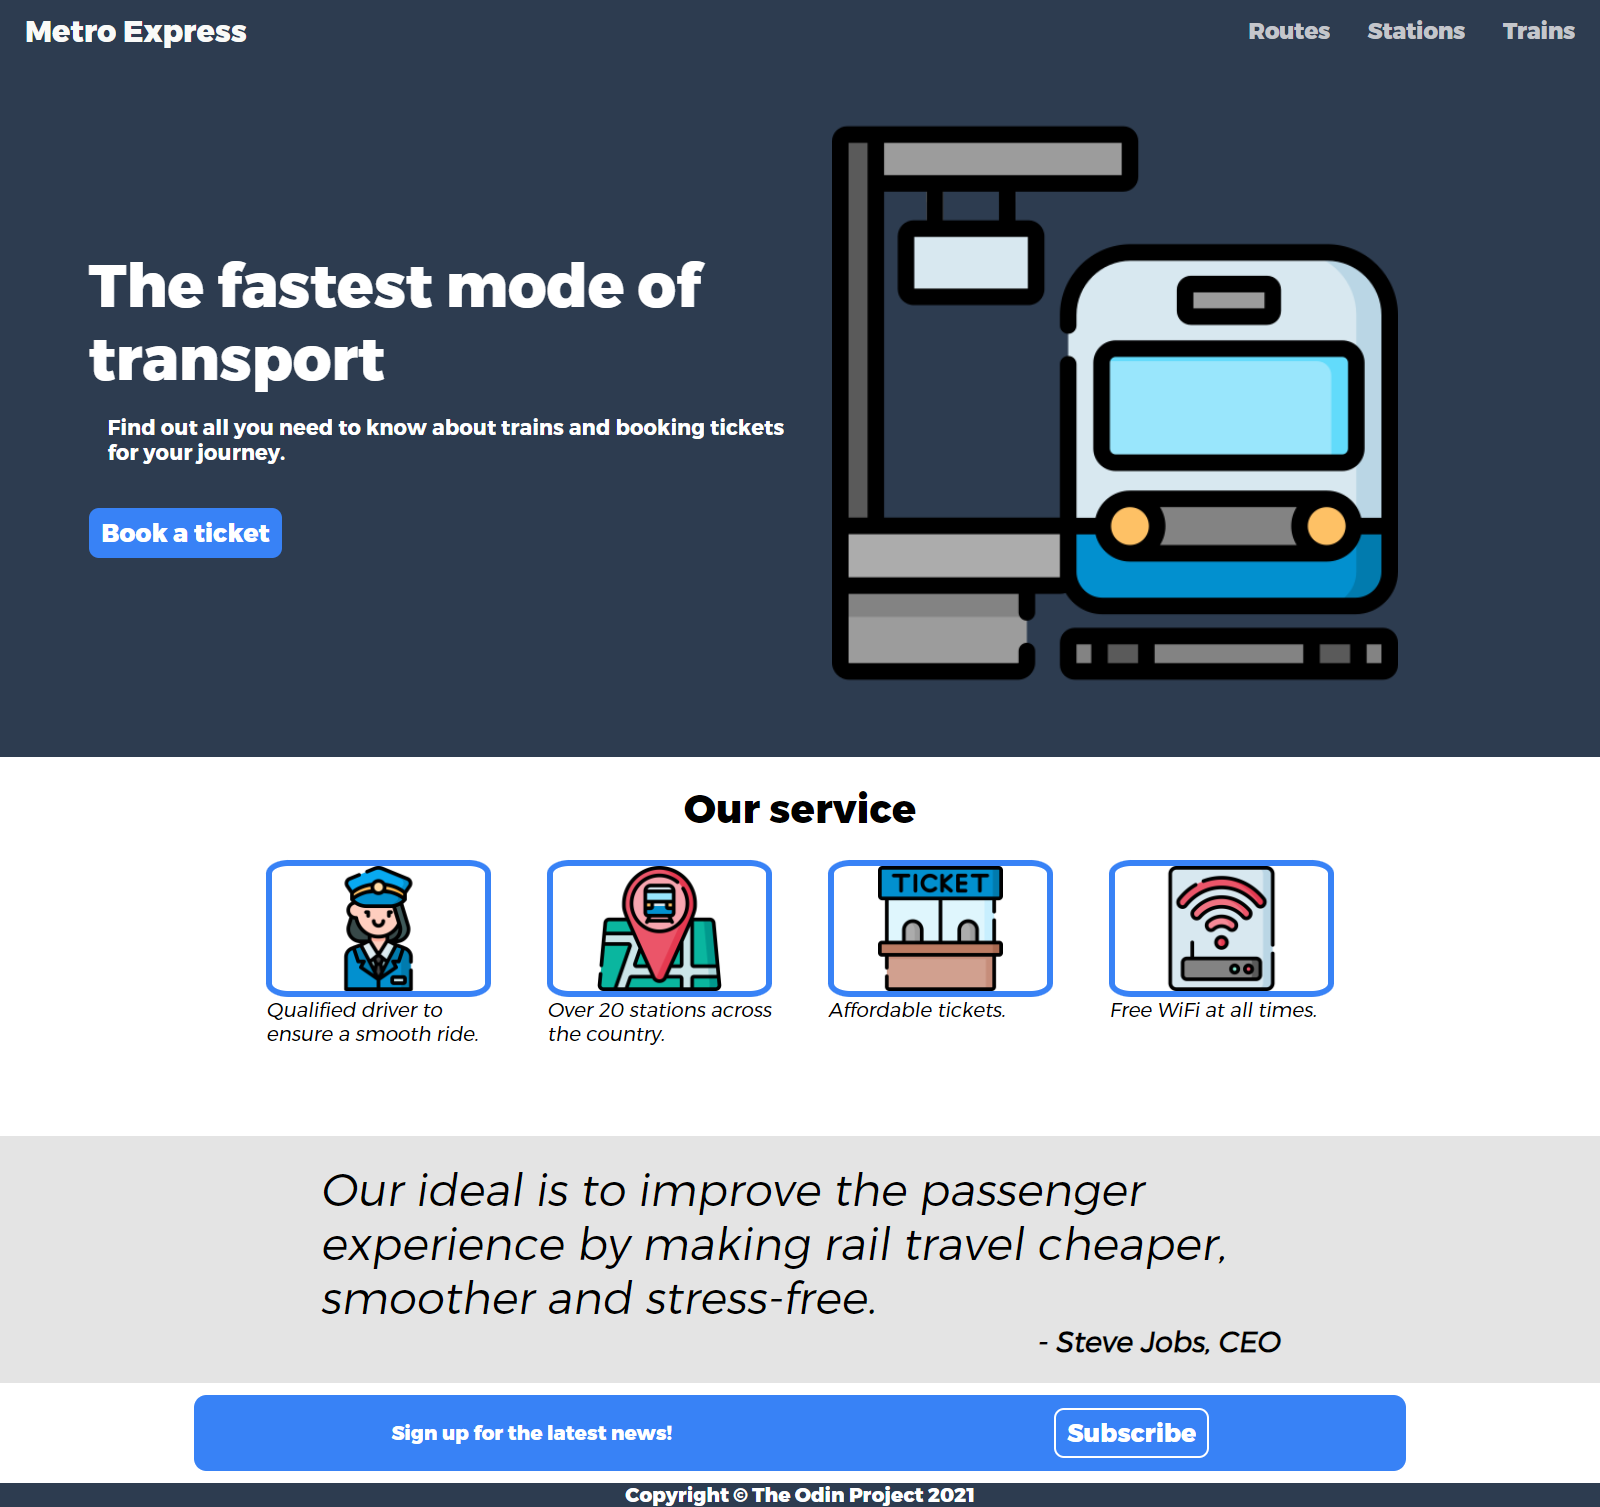 Metro Express
Routes Stations Trains
The fastest mode of
transport
Find out all you need to know about trains and booking tickets
for your journey.
Book a ticket
Our service
TICKET
Qualified driver to
ensure a smooth ride.
Over 20 stations across
the country.
Affordable tickets.
Free WiFi at all times.
Our ideal is to improve the passenger
experience by making rail travel cheaper,
smoother and stress-free.
- Steve Jobs, CEO
Sign up for the latest news!
Subscribe
Copyright © The Odin Project 2021